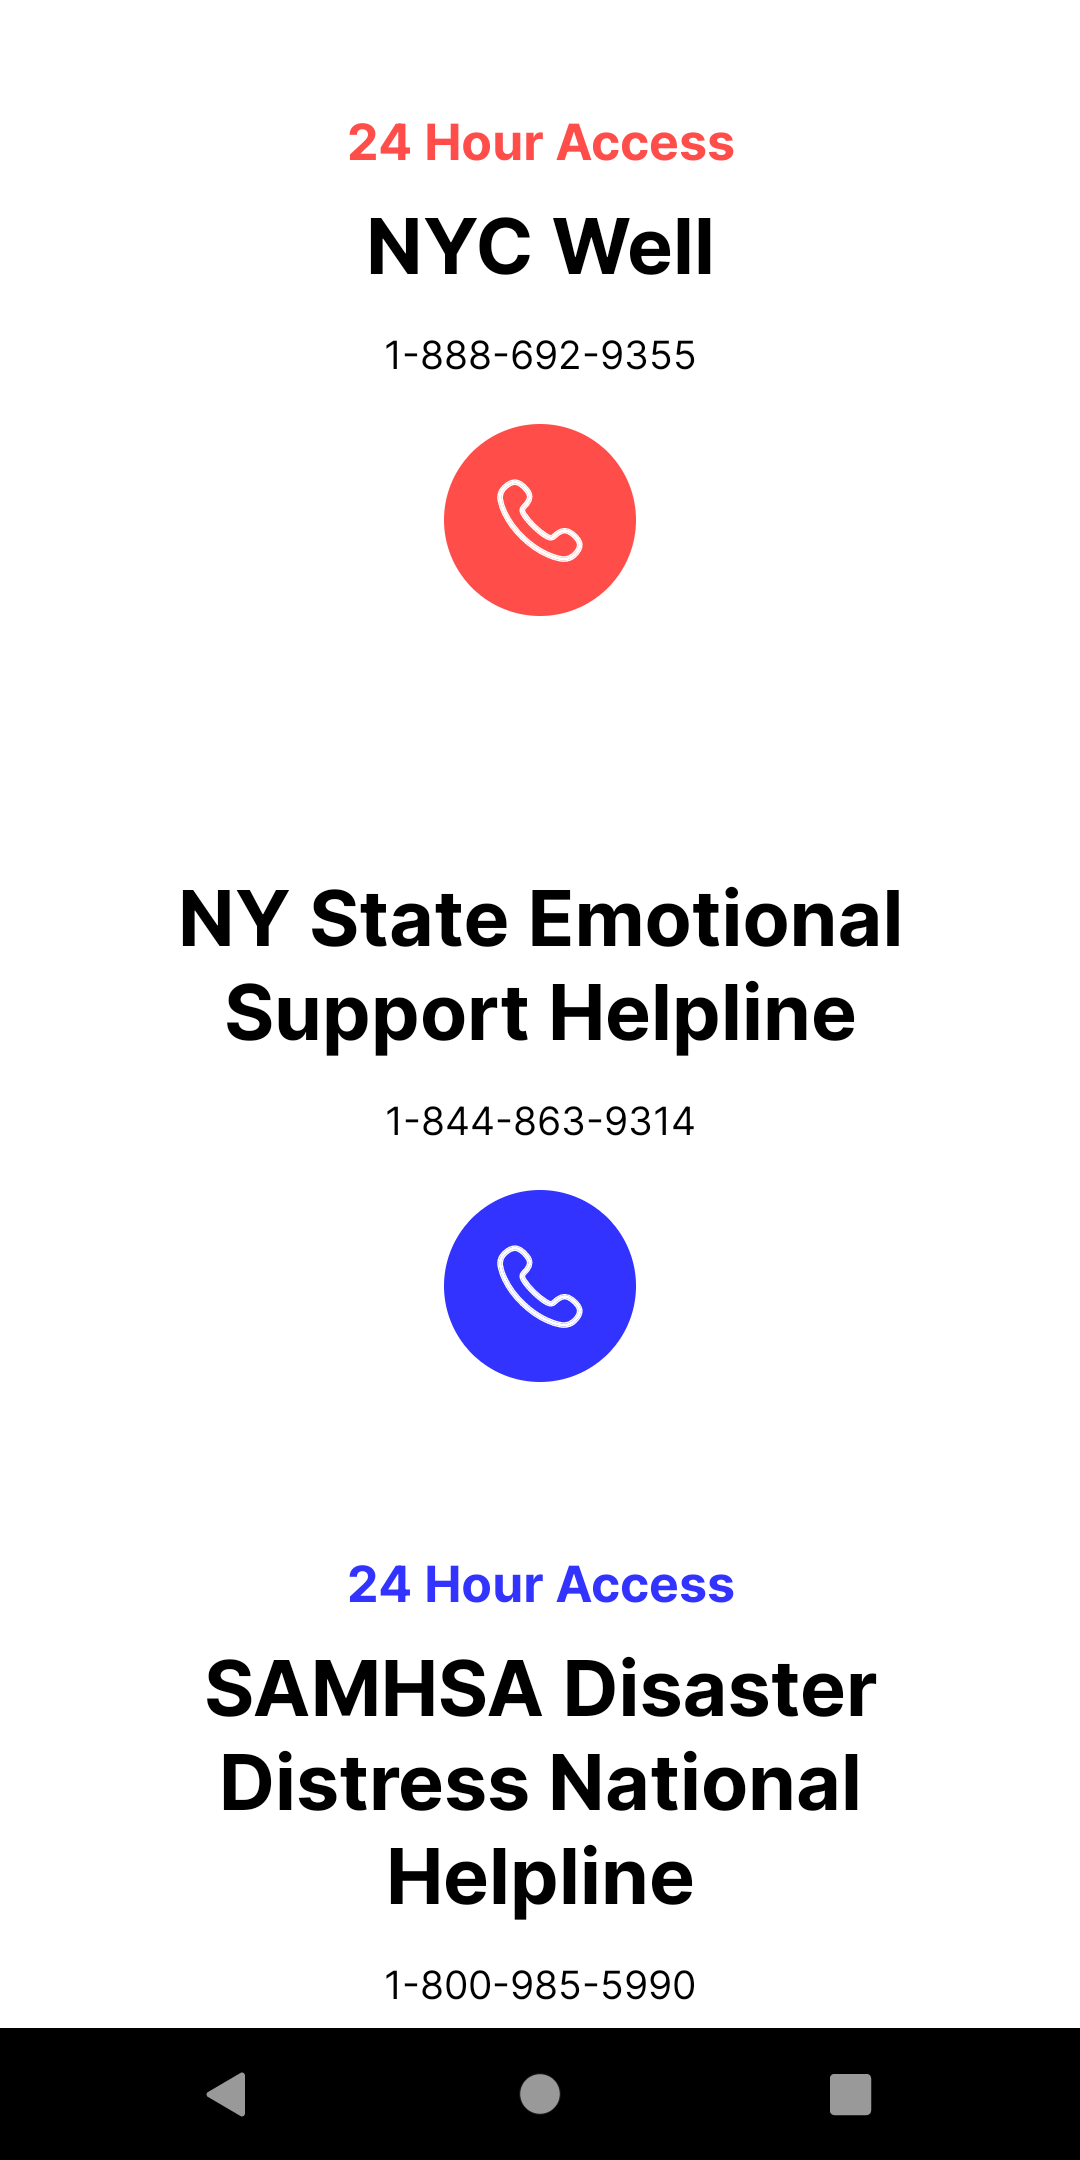 24 Hour Access
NYC Well
1-888-692-9355
NY State Emotional
Support Helpline
1-844-863-9314
24 Hour Access
SAMHSA Disaster
Distress National
Helpline
1-800-985-5990